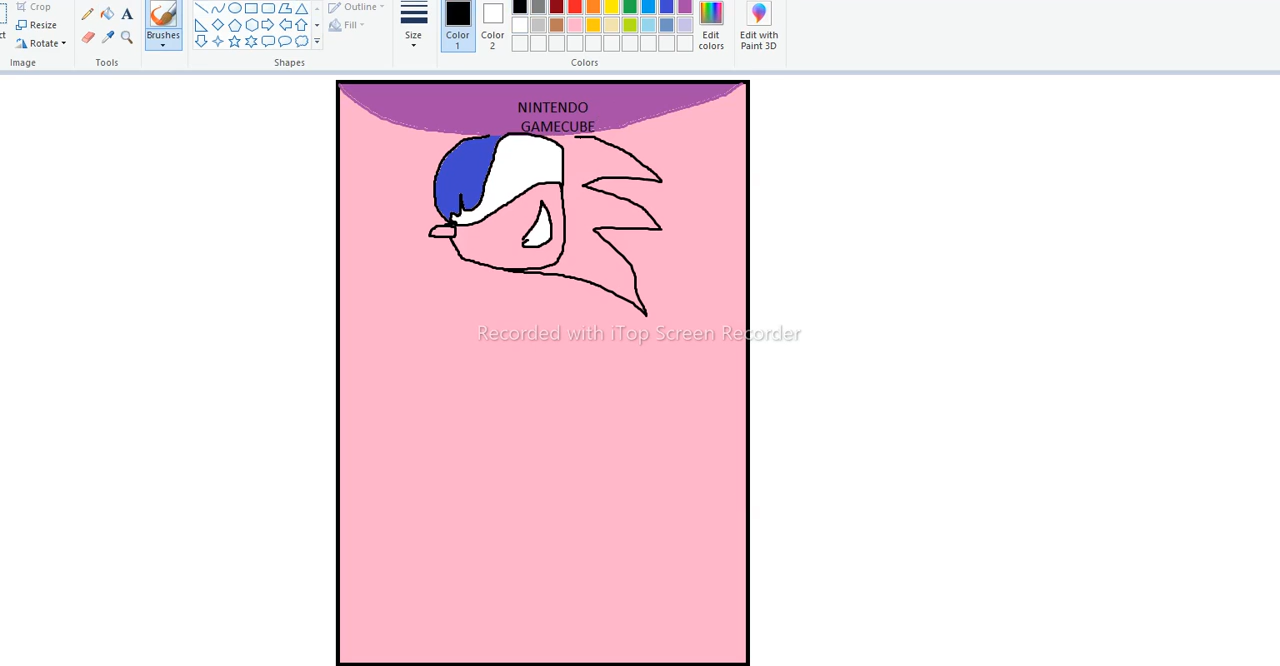 Crop
Resize
Rotate
Image
Tools
Brushes
Shapes
Outline
Fill
Size
Color 1
Color 2
Edit colors
Edit with Paint 3D
Colors
NINTENDO
GAMECUBE
Recorded with iTop Screen Recorder